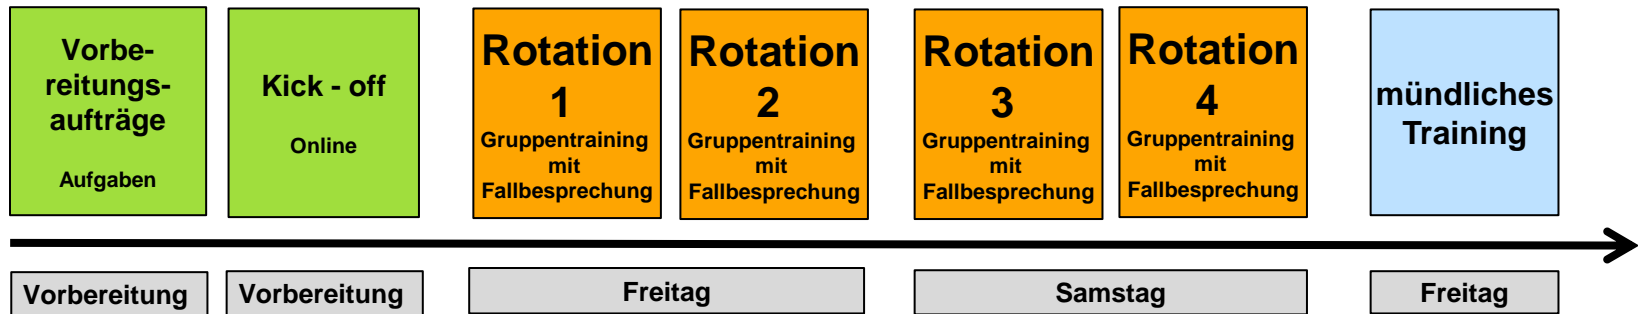 Vorbe-
reitungs-
aufträge
Aufgaben
Kick - off
Online
Rotation
1
Gruppentraining
mit
Fallbesprechung
Rotation
2
Gruppentraining
mit
Fallbesprechung
Rotation
3
Gruppentraining
mit
Fallbesprechung
Rotation
4
Gruppentraining
mit
Fallbesprechung
mündliches
Training
Vorbereitung
Vorbereitung
Freitag
Samstag
Freitag